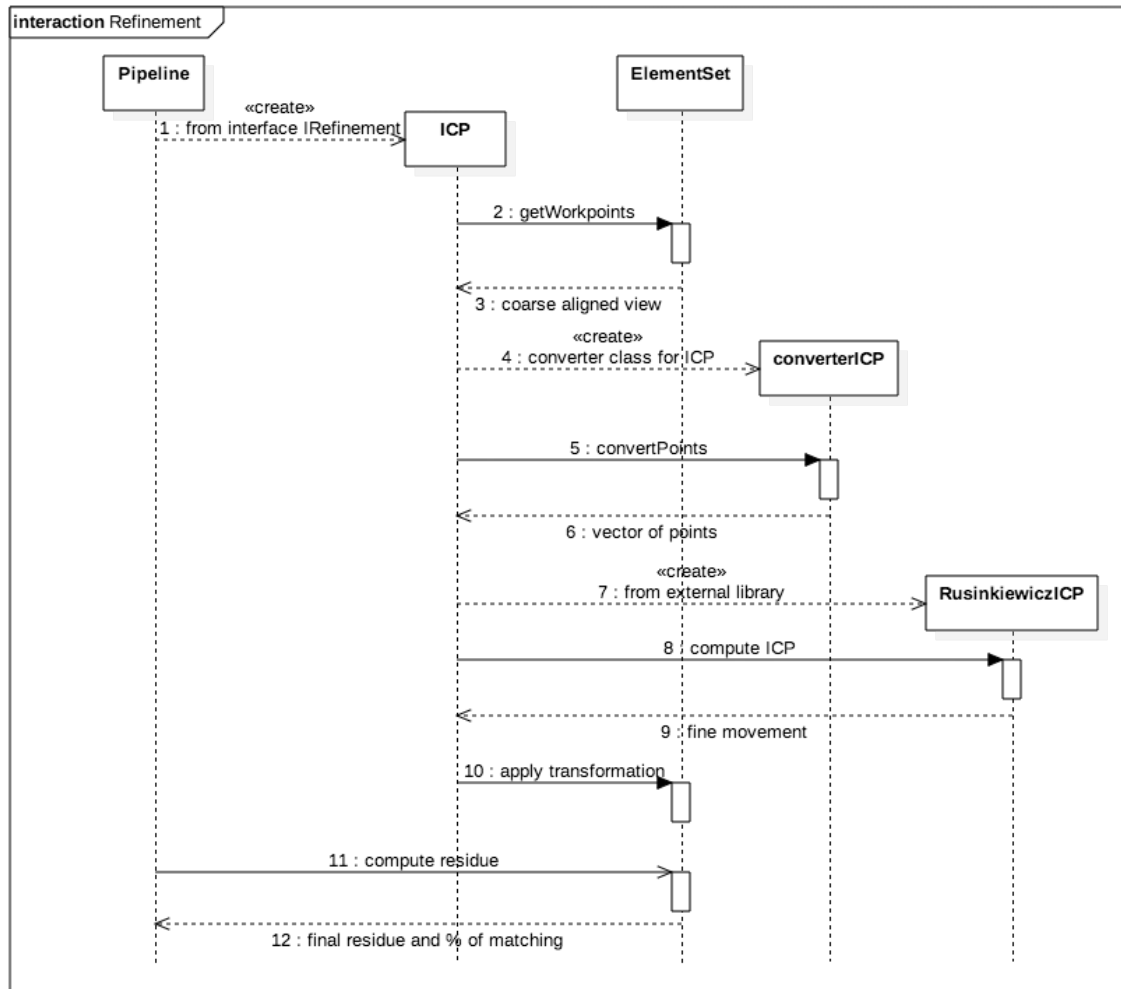 interaction Refinement
Pipeline
ElementSet
«create»
1 : from interface IRefinement
ICP
2 : getWorkpoints
3 : coarse aligned view
«create»
4 : converter class for ICP
converterICP
5 : convertPoints
6 : vector of points
«create»
7 : from external library
RusinkiewiczICP
8 : compute ICP
9 : fine movement
10 : apply transformation
11 : compute residue
12 : final residue and % of matching